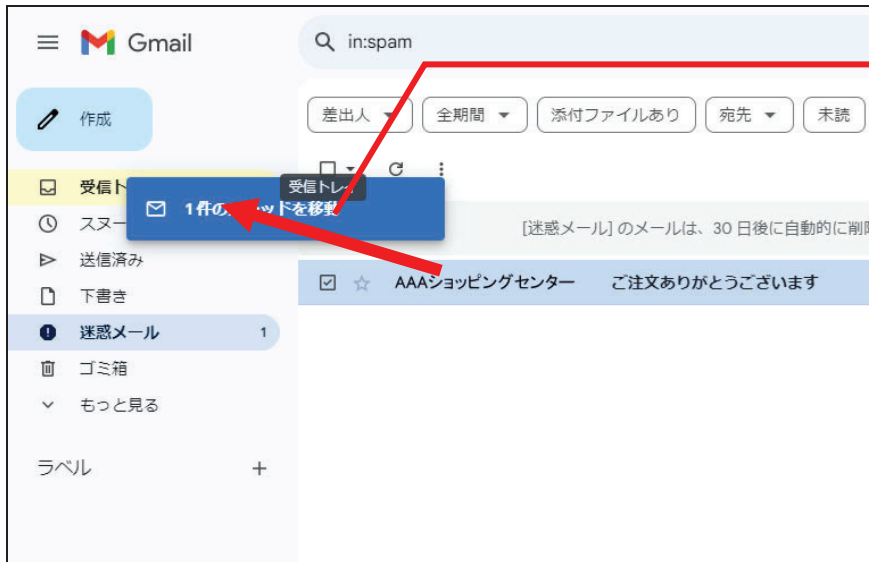 Gmail
in:spam
作成
差出人
全期間
添付ファイルあり
宛先
未読
受信ト
受信トレイ
1件の
ッドを移動
スヌー
[迷惑メール] のメールは、30 日後に自動的に削
送信済み
AAAショッピングセンター ご注文ありがとうございます
下書き
迷惑メール 1
ゴミ箱
もっと見る
ラベル